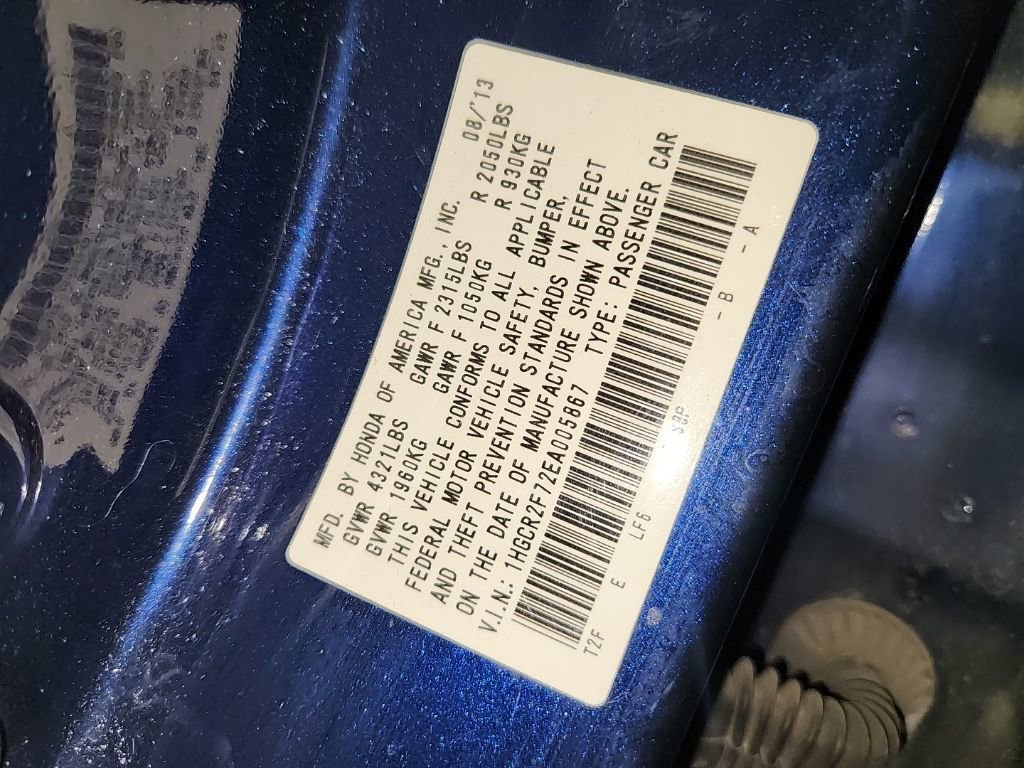 MFD. BY HONDA OF AMERICA MFG., INC. 08/'13
GVWR 4321LBS GAWR F 2315LBS R 2050LBS
GVWR 1960KG GAWR F 1050KG R 930KG
THIS VEHICLE CONFORMS TO ALL APPLICABLE
FEDERAL MOTOR VEHICLE SAFETY, BUMPER,
AND THEFT PREVENTION STANDARDS IN EFFECT
ON THE DATE OF MANUFACTURE SHOWN ABOVE.
V.I.N.: 1HGCR2F72EA005867 TYPE: PASSENGER CAR
T2F E LF6 - B - A